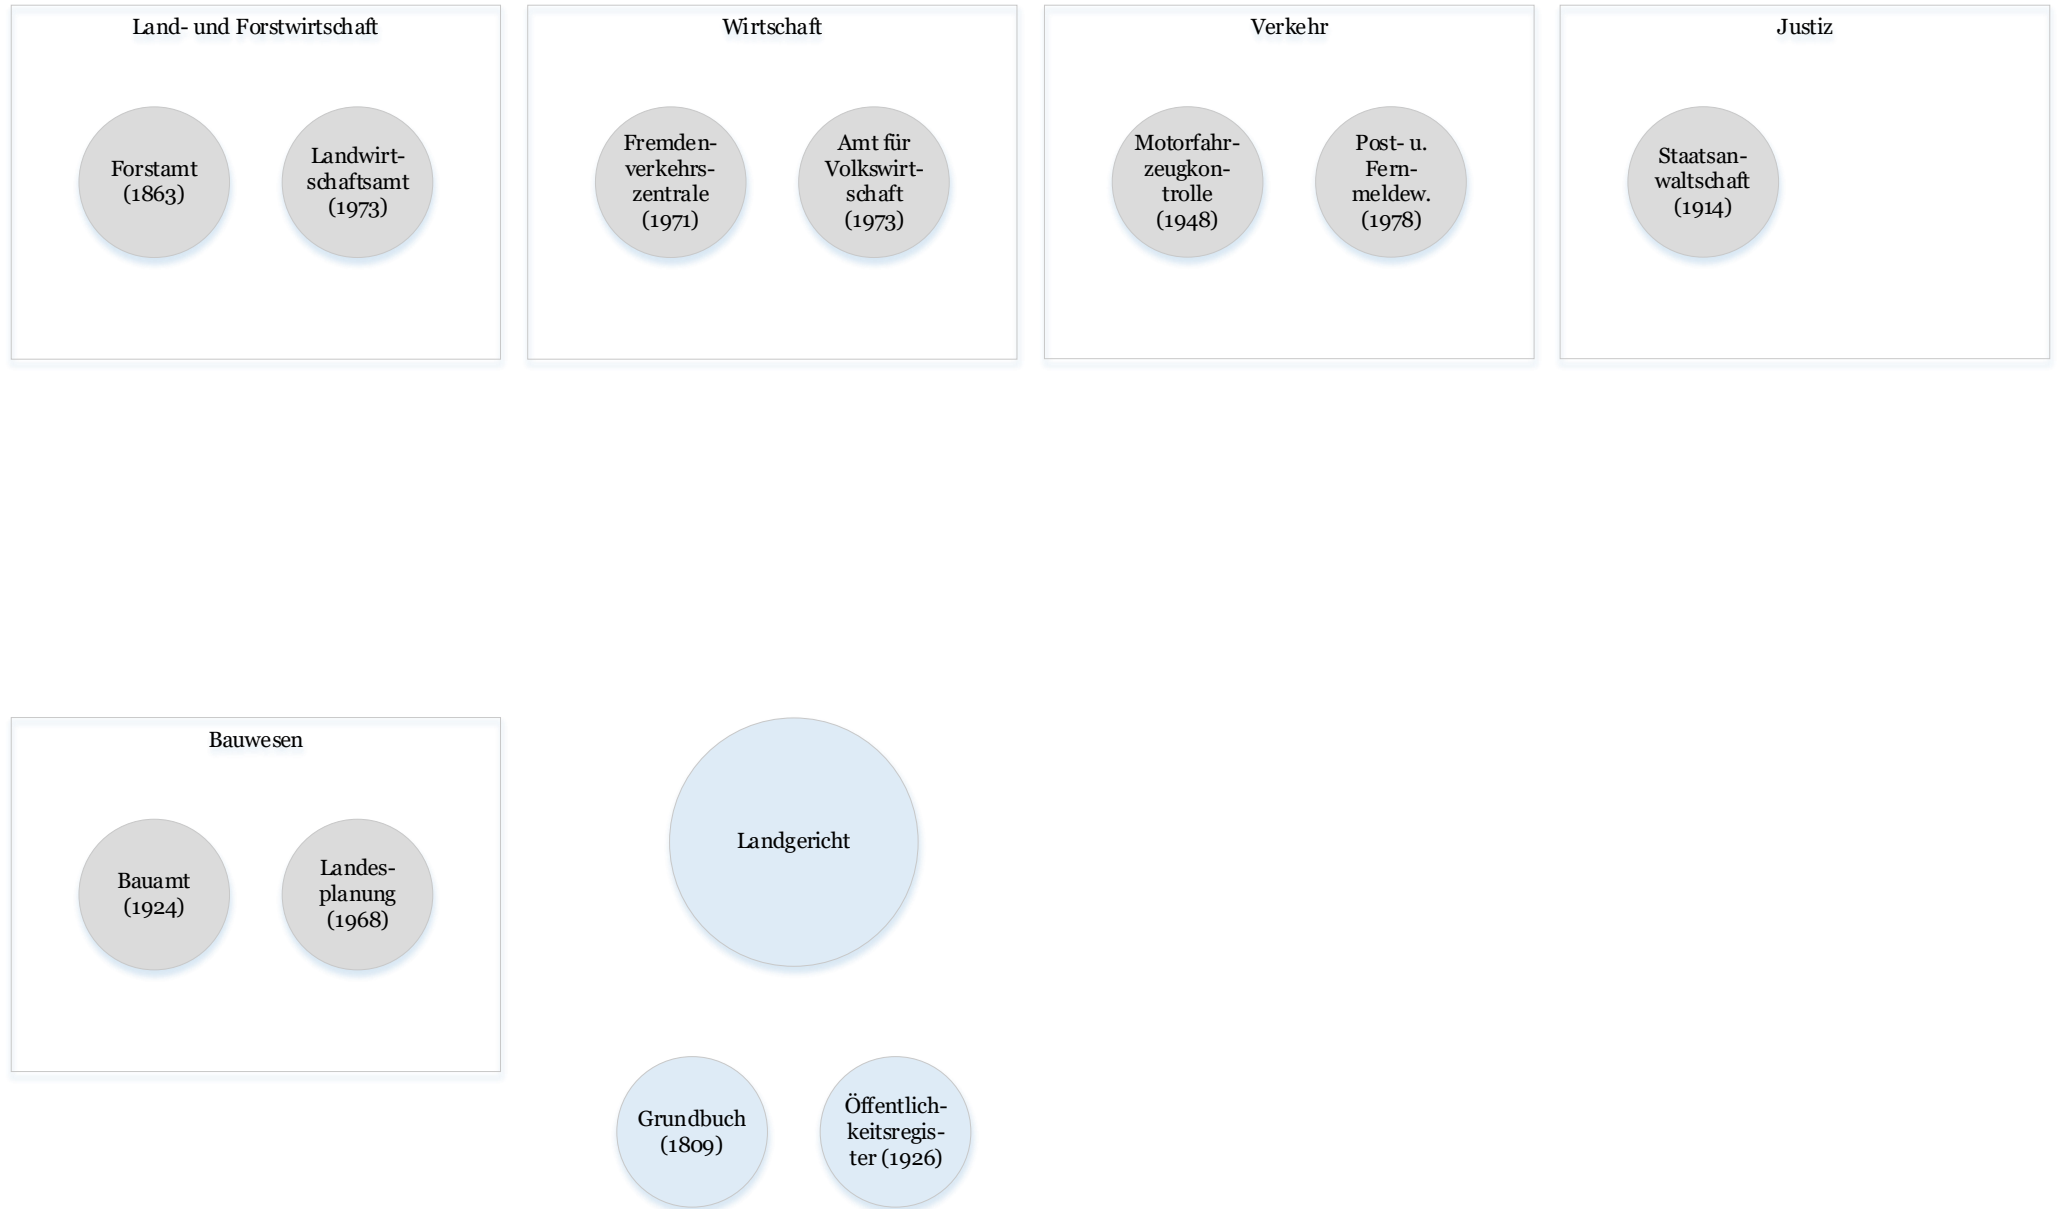 Land- und Forstwirtschaft
Forstamt
(1863)
Landwirt-
schaftsamt
(1973)
Wirtschaft
Fremden-
verkehrs-
zentrale
(1971)
Amt für
Volkswirt-
schaft
(1973)
Verkehr
Motorfahr-
zeugkon-
trolle
(1948)
Post- u.
Fern-
meldew.
(1978)
Justiz
Staatsan-
waltschaft
(1914)
Bauwesen
Bauamt
(1924)
Landes-
planung
(1968)
Landgericht
Grundbuch
(1809)
Öffentlich-
keitsregis-
ter (1926)